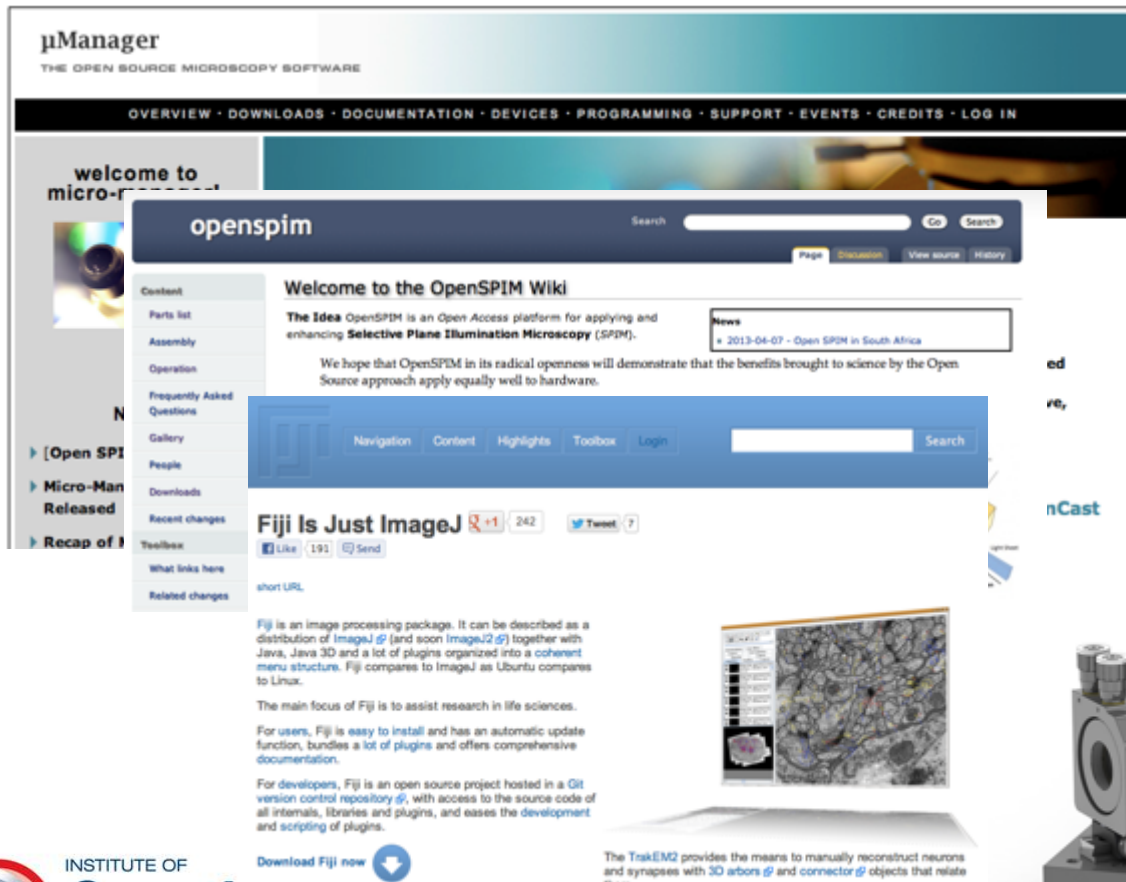 µManager
THE OPEN SOURCE MICROSCOPY SOFTWARE
OVERVIEW · DOWNLOADS · DOCUMENTATION · DEVICES · PROGRAMMING · SUPPORT · EVENTS · CREDITS · LOG IN
welcome to
micro-manager!
[Open SPI
Micro-Man
Released
Recap of
openspim
Search
Go
Search
Page
Discussion
View source
History
Content
Parts list
Assembly
Operation
Frequently Asked
Questions
Gallery
People
Downloads
Recent changes
Toolbox
What links here
Related changes
Welcome to the OpenSPIM Wiki
The Idea OpenSPIM is an Open Access platform for applying and
enhancing Selective Plane Illumination Microscopy (SPIM).
News
2013-04-07 - Open SPIM in South Africa
We hope that OpenSPIM in its radical openness will demonstrate that the benefits brought to science by the Open
Source approach apply equally well to hardware.
ed
ve,
nCast
Light Sheet
Navigation
Content
Highlights
Toolbox
Login
Search
Fiji Is Just ImageJ
+1
242
Tweet
7
Like
191
Send
short URL
Fiji is an image processing package. It can be described as a
distribution of ImageJ (and soon ImageJ2) together with
Java, Java 3D and a lot of plugins organized into a coherent
menu structure. Fiji compares to ImageJ as Ubuntu compares
to Linux.
The main focus of Fiji is to assist research in life sciences.
For users, Fiji is easy to install and has an automatic update
function, bundles a lot of plugins and offers comprehensive
documentation.
For developers, Fiji is an open source project hosted in a Git
version control repository, with access to the source code of
all internals, libraries and plugins, and eases the development
and scripting of plugins.
Download Fiji now
The TrakEM2 provides the means to manually reconstruct neurons
and synapses with 3D arbors and connector objects that relate
INSTITUTE OF